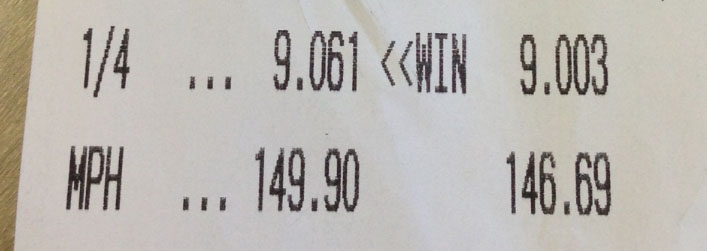 1/4 ... 9.061 <<WIN 9.003
MPH ... 149.90 146.69